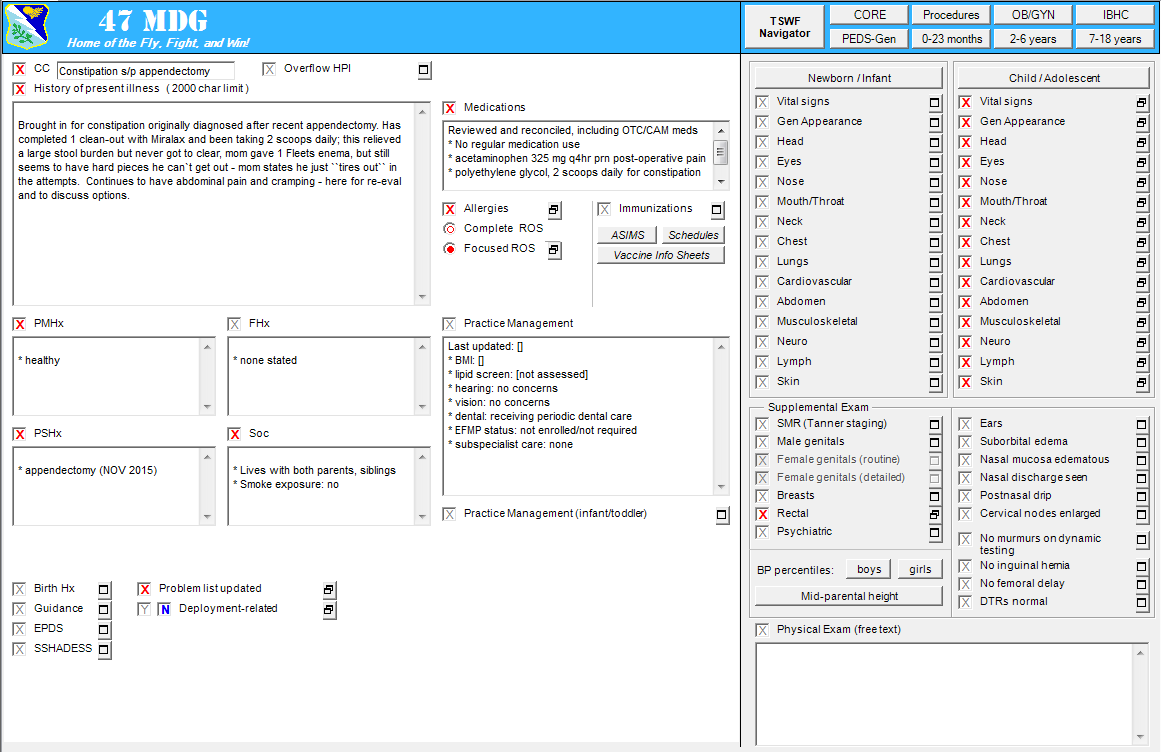 47 MDG
Home of the Fly, Fight, and Win!
TSWF Navigator
CORE
Procedures
OB/GYN
IBHC
PEDS-Gen
0-23 months
2-6 years
7-18 years
X CC Constipation s/p appendectomy
X Overflow HPI
X History of present illness ( 2000 char limit )
Brought in for constipation originally diagnosed after recent appendectomy. Has
completed 1 clean-out with Miralax and been taking 2 scoops daily; this relieved
a large stool burden but never got to clear, mom gave 1 Fleets enema, but still
seems to have hard pieces he can`t get out - mom states he just ``tires out`` in
the attempts. Continues to have abdominal pain and cramping - here for re-eval
and to discuss options.
X Medications
Reviewed and reconciled, including OTC/CAM meds
* No regular medication use
* acetaminophen 325 mg q4hr prn post-operative pain
* polyethylene glycol, 2 scoops daily for constipation
X Allergies
Complete ROS
Focused ROS
X Immunizations
ASIMS
Schedules
Vaccine Info Sheets
X PMHx
* healthy
X FHx
* none stated
X PSHx
* appendectomy (NOV 2015)
X Soc
* Lives with both parents, siblings
* Smoke exposure: no
X Practice Management
Last updated: []
* BMI: []
* lipid screen: [not assessed]
* hearing: no concerns
* vision: no concerns
* dental: receiving periodic dental care
* EFMP status: not enrolled/not required
* subspecialist care: none
X Practice Management (infant/toddler)
X Birth Hx
X Guidance
X EPDS
X SSHADESS
X Problem list updated
Y N Deployment-related
Newborn / Infant
X Vital signs
X Gen Appearance
X Head
X Eyes
X Nose
X Mouth/Throat
X Neck
X Chest
X Lungs
X Cardiovascular
X Abdomen
X Musculoskeletal
X Neuro
X Lymph
X Skin
Child / Adolescent
X Vital signs
X Gen Appearance
X Head
X Eyes
X Nose
X Mouth/Throat
X Neck
X Chest
X Lungs
X Cardiovascular
X Abdomen
X Musculoskeletal
X Neuro
X Lymph
X Skin
Supplemental Exam
X SMR (Tanner staging)
X Male genitals
X Female genitals (routine)
X Female genitals (detailed)
X Breasts
X Rectal
X Psychiatric
BP percentiles:
boys
girls
Mid-parental height
X Ears
X Suborbital edema
X Nasal mucosa edematous
X Nasal discharge seen
X Postnasal drip
X Cervical nodes enlarged
X No murmurs on dynamic
testing
X No inguinal hernia
X No femoral delay
X DTRs normal
X Physical Exam (free text)